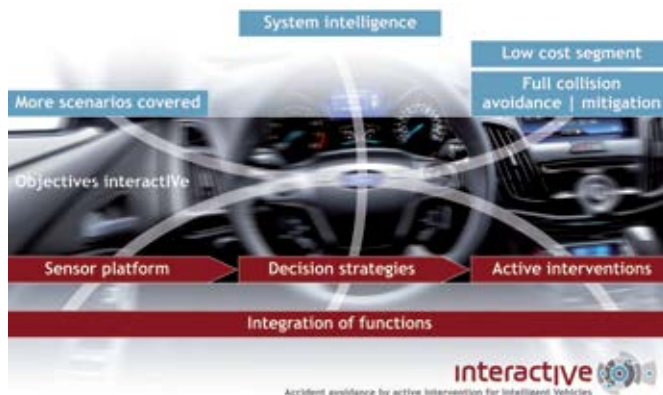 System intelligence
Low cost segment
Full collision
avoidance | mitigation
More scenarios covered
Objectives interactIVe
Sensor platform
Decision strategies
Active interventions
Integration of functions
interactIVe
Accident avoidance by active intervention for Intelligent Vehicles